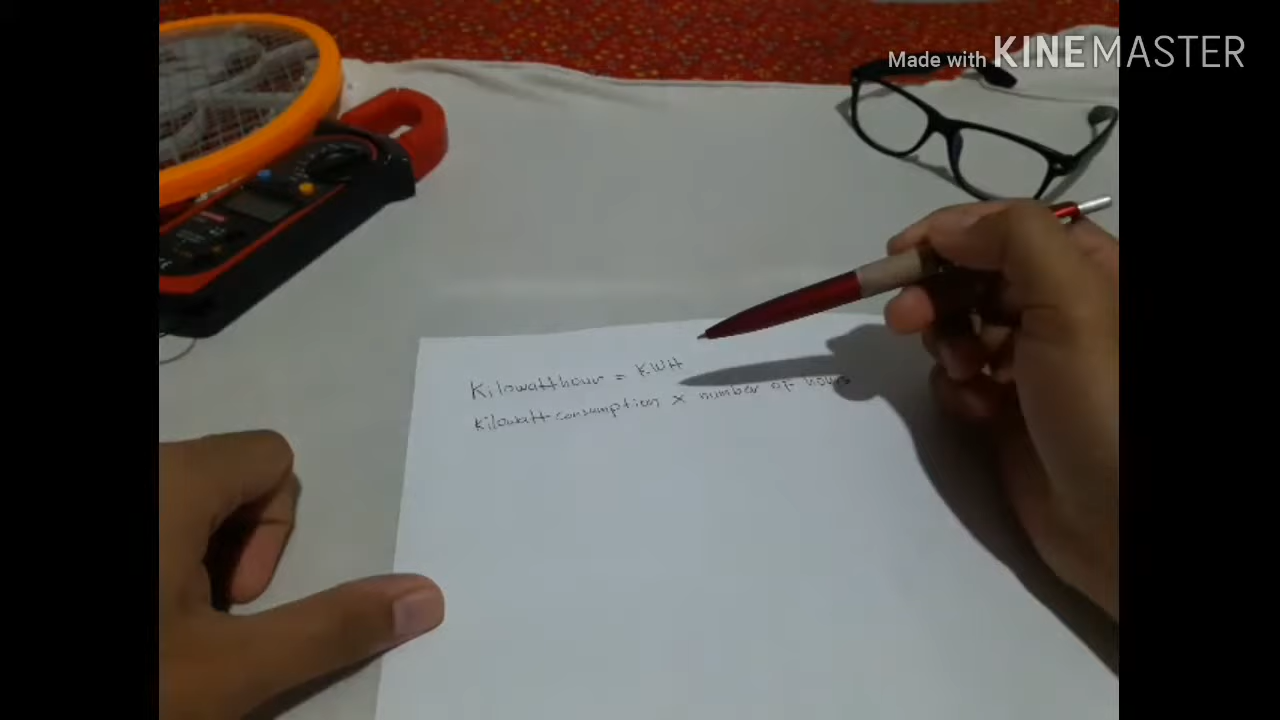 Made with KINEMASTER
Kilowatthour = KWH
Kilowatt consumption x number of hours